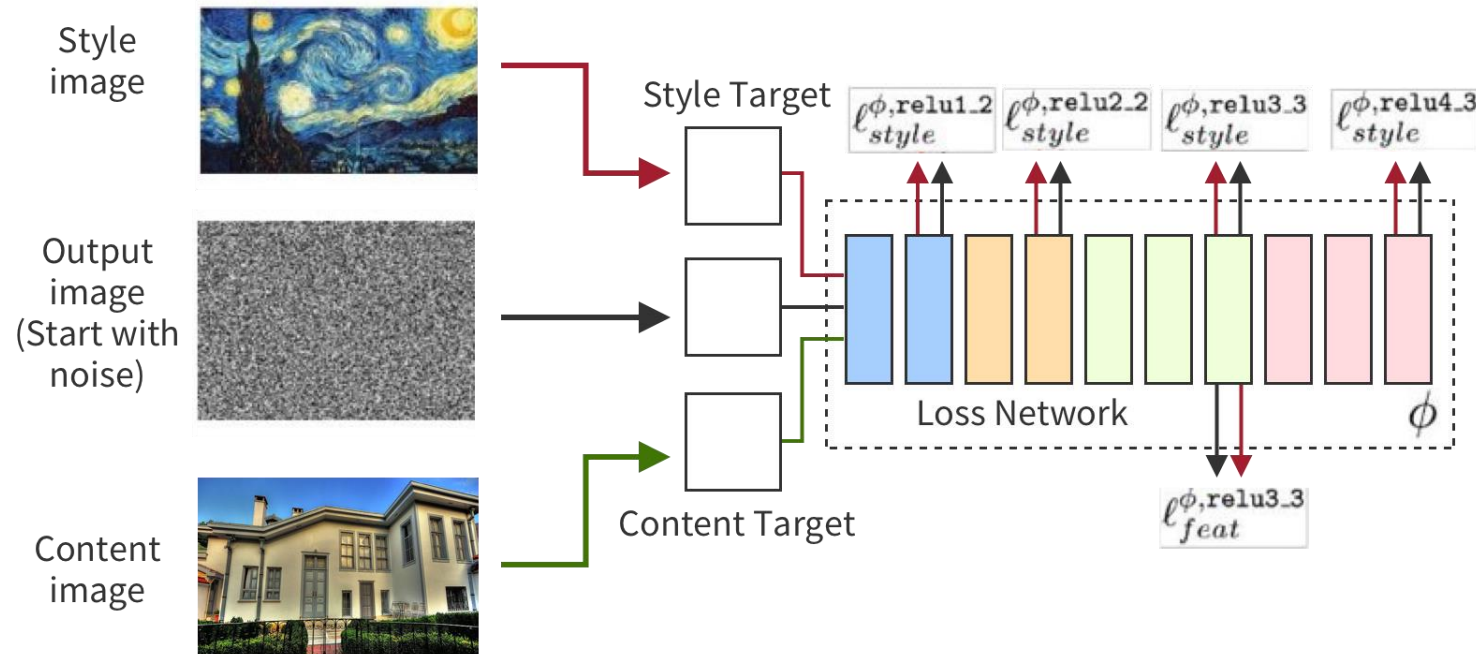 Style
image
Style Target
ℓ^{ϕ,relu1_2}_{style}
ℓ^{ϕ,relu2_2}_{style}
ℓ^{ϕ,relu3_3}_{style}
ℓ^{ϕ,relu4_3}_{style}
Output
image
(Start with
noise)
Loss Network
ϕ
Content Target
ℓ^{ϕ,relu3_3}_{feat}
Content
image